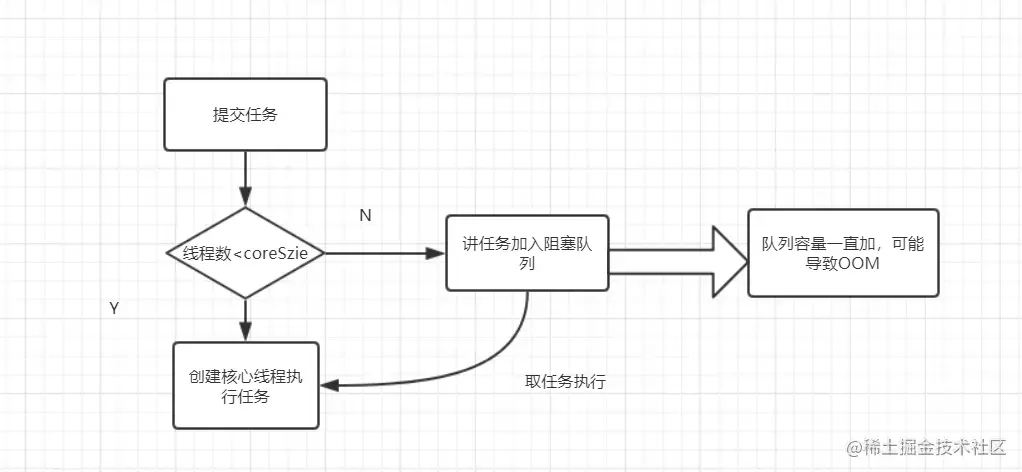 提交任务
N
线程数<coreSzie
讲任务加入阻塞队
列
队列容量一直加，可能
导致OOM
Y
创建核心线程执
行任务
取任务执行
@稀土掘金技术社区